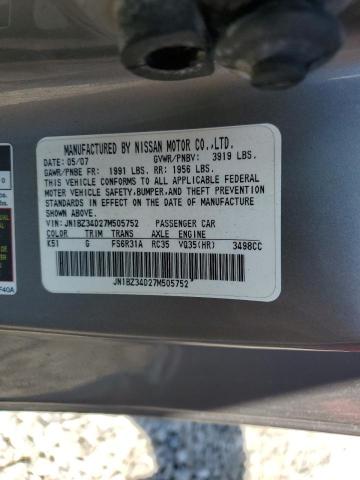 MANUFACTURED BY NISSAN MOTOR CO.,LTD.
DATE: 05/07 GVWR/PNBV: 3919 LBS.
GAWR/PNBE FR: 1991 LBS. RR: 1956 LBS.
THIS VEHICLE CONFORMS TO ALL APPLICABLE FEDERAL
MOTOR VEHICLE SAFETY,BUMPER,AND THEFT PREVENTION
STANDARDS IN EFFECT ON THE DATE OF MANUFACTURE
SHOWN ABOVE.
VIN: JN1BZ34D27M505752 PASSENGER CAR
COLOR TRIM TRANS AXLE ENGINE
K51 G FS6R31A RC35 VQ35(HR) 3498CC
JN1BZ34D27M505752
0
F40A